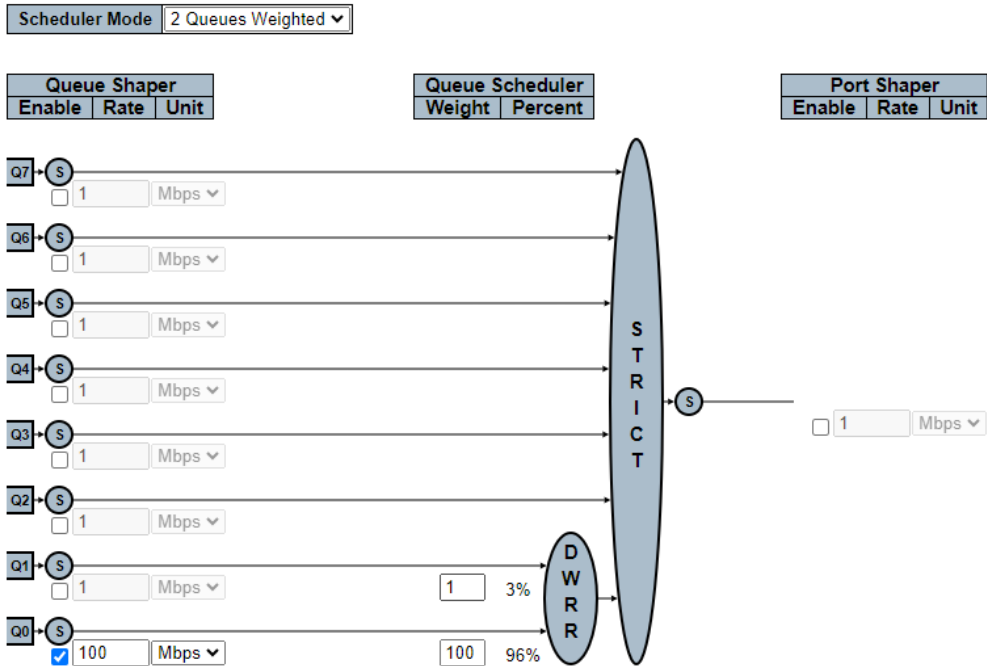 Scheduler Mode 2 Queues Weighted
Queue Shaper Queue Scheduler Port Shaper
Enable Rate Unit Weight Percent Enable Rate Unit
Q7 S
1 Mbps
Q6 S
1 Mbps
Q5 S
1 Mbps
Q4 S
1 Mbps
Q3 S
1 Mbps
Q2 S
1 Mbps
Q1 S
1 Mbps 1 3%
Q0 S
100 Mbps 100 96%
DWRR
STRICT
S
1 Mbps